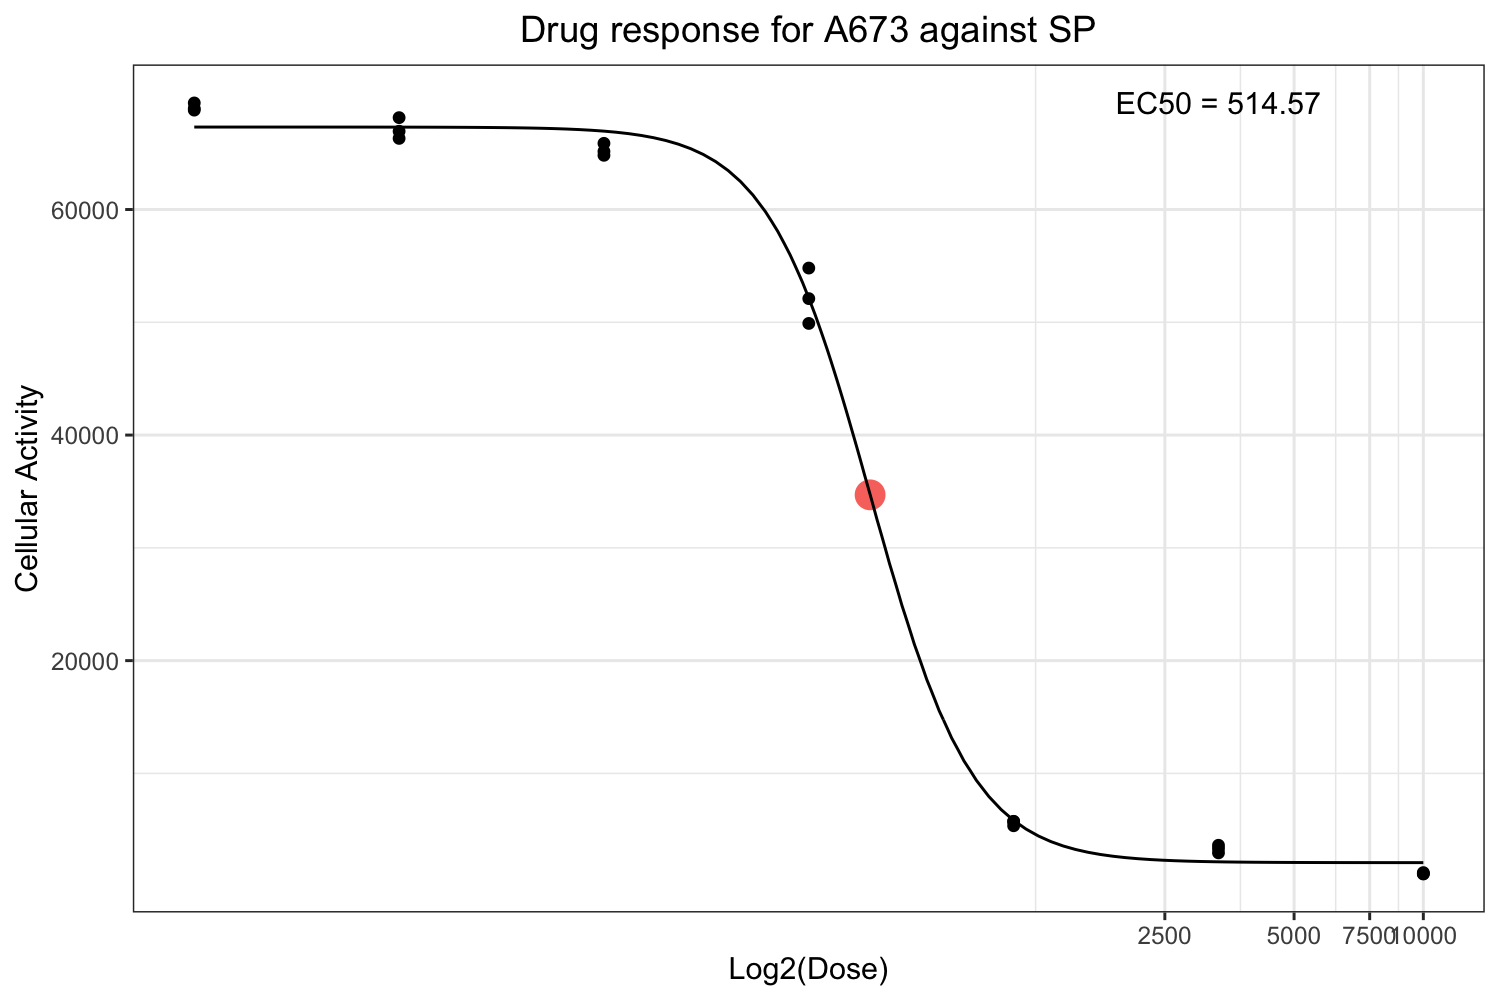 Drug response for A673 against SP
EC50 = 514.57
60000
40000
20000
Cellular Activity
2500 5000 7500 10000
Log2(Dose)